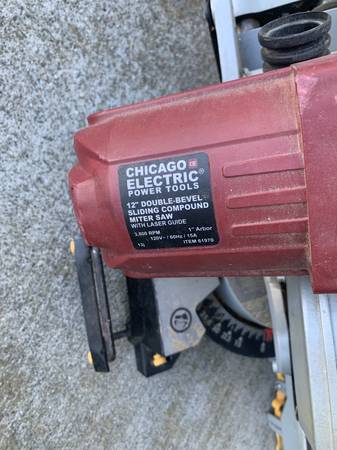 CHICAGO CE
ELECTRIC®
POWER TOOLS
12" DOUBLE-BEVEL
SLIDING COMPOUND
MITER SAW
WITH LASER GUIDE
1" Arbor
120V~ / 60Hz / 15A
ITEM 61970